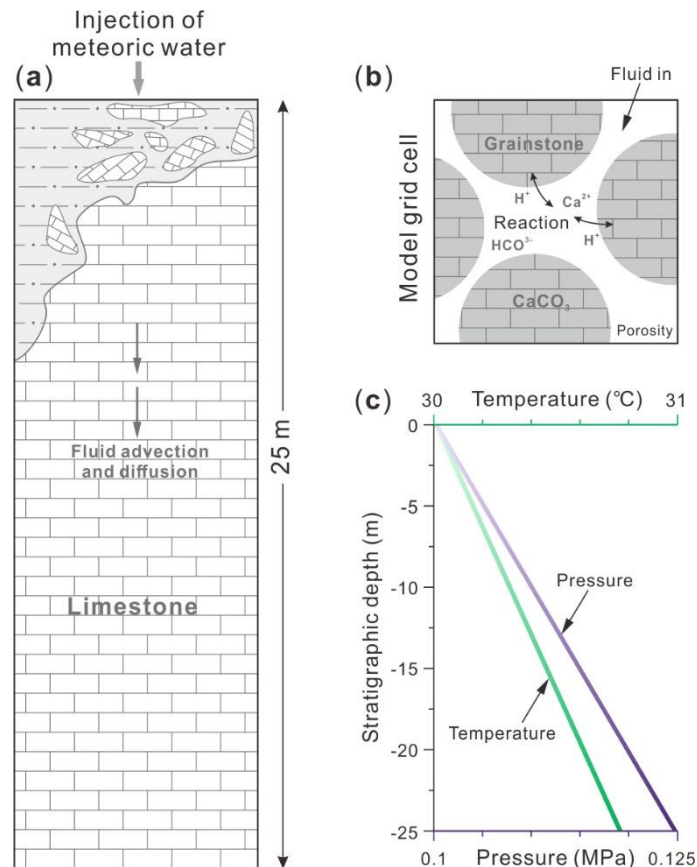 Injection of
meteoric water
(a)
25 m
Fluid advection
and diffusion
Limestone
(b)
Fluid in
Model grid cell
Grainstone
H⁺
Ca²⁺
Reaction
HCO³⁻
H⁺
CaCO₃
Porosity
(c)
Temperature (℃)
30
31
Stratigraphic depth (m)
0
-5
-10
-15
-20
-25
Pressure
Temperature
0.1
Pressure (MPa)
0.125